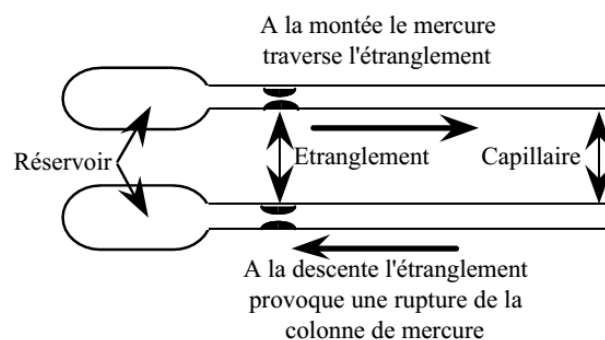 A la montée le mercure
traverse l'étranglement
Réservoir
Etranglement
Capillaire
A la descente l'étranglement
provoque une rupture de la
colonne de mercure